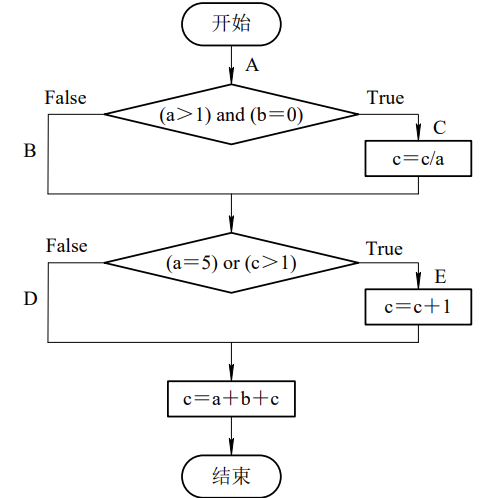 开始
A
False
True
(a＞1) and (b＝0)
C
B
c＝c/a
False
True
(a＝5) or (c＞1)
E
D
c＝c＋1
c＝a＋b＋c
结束